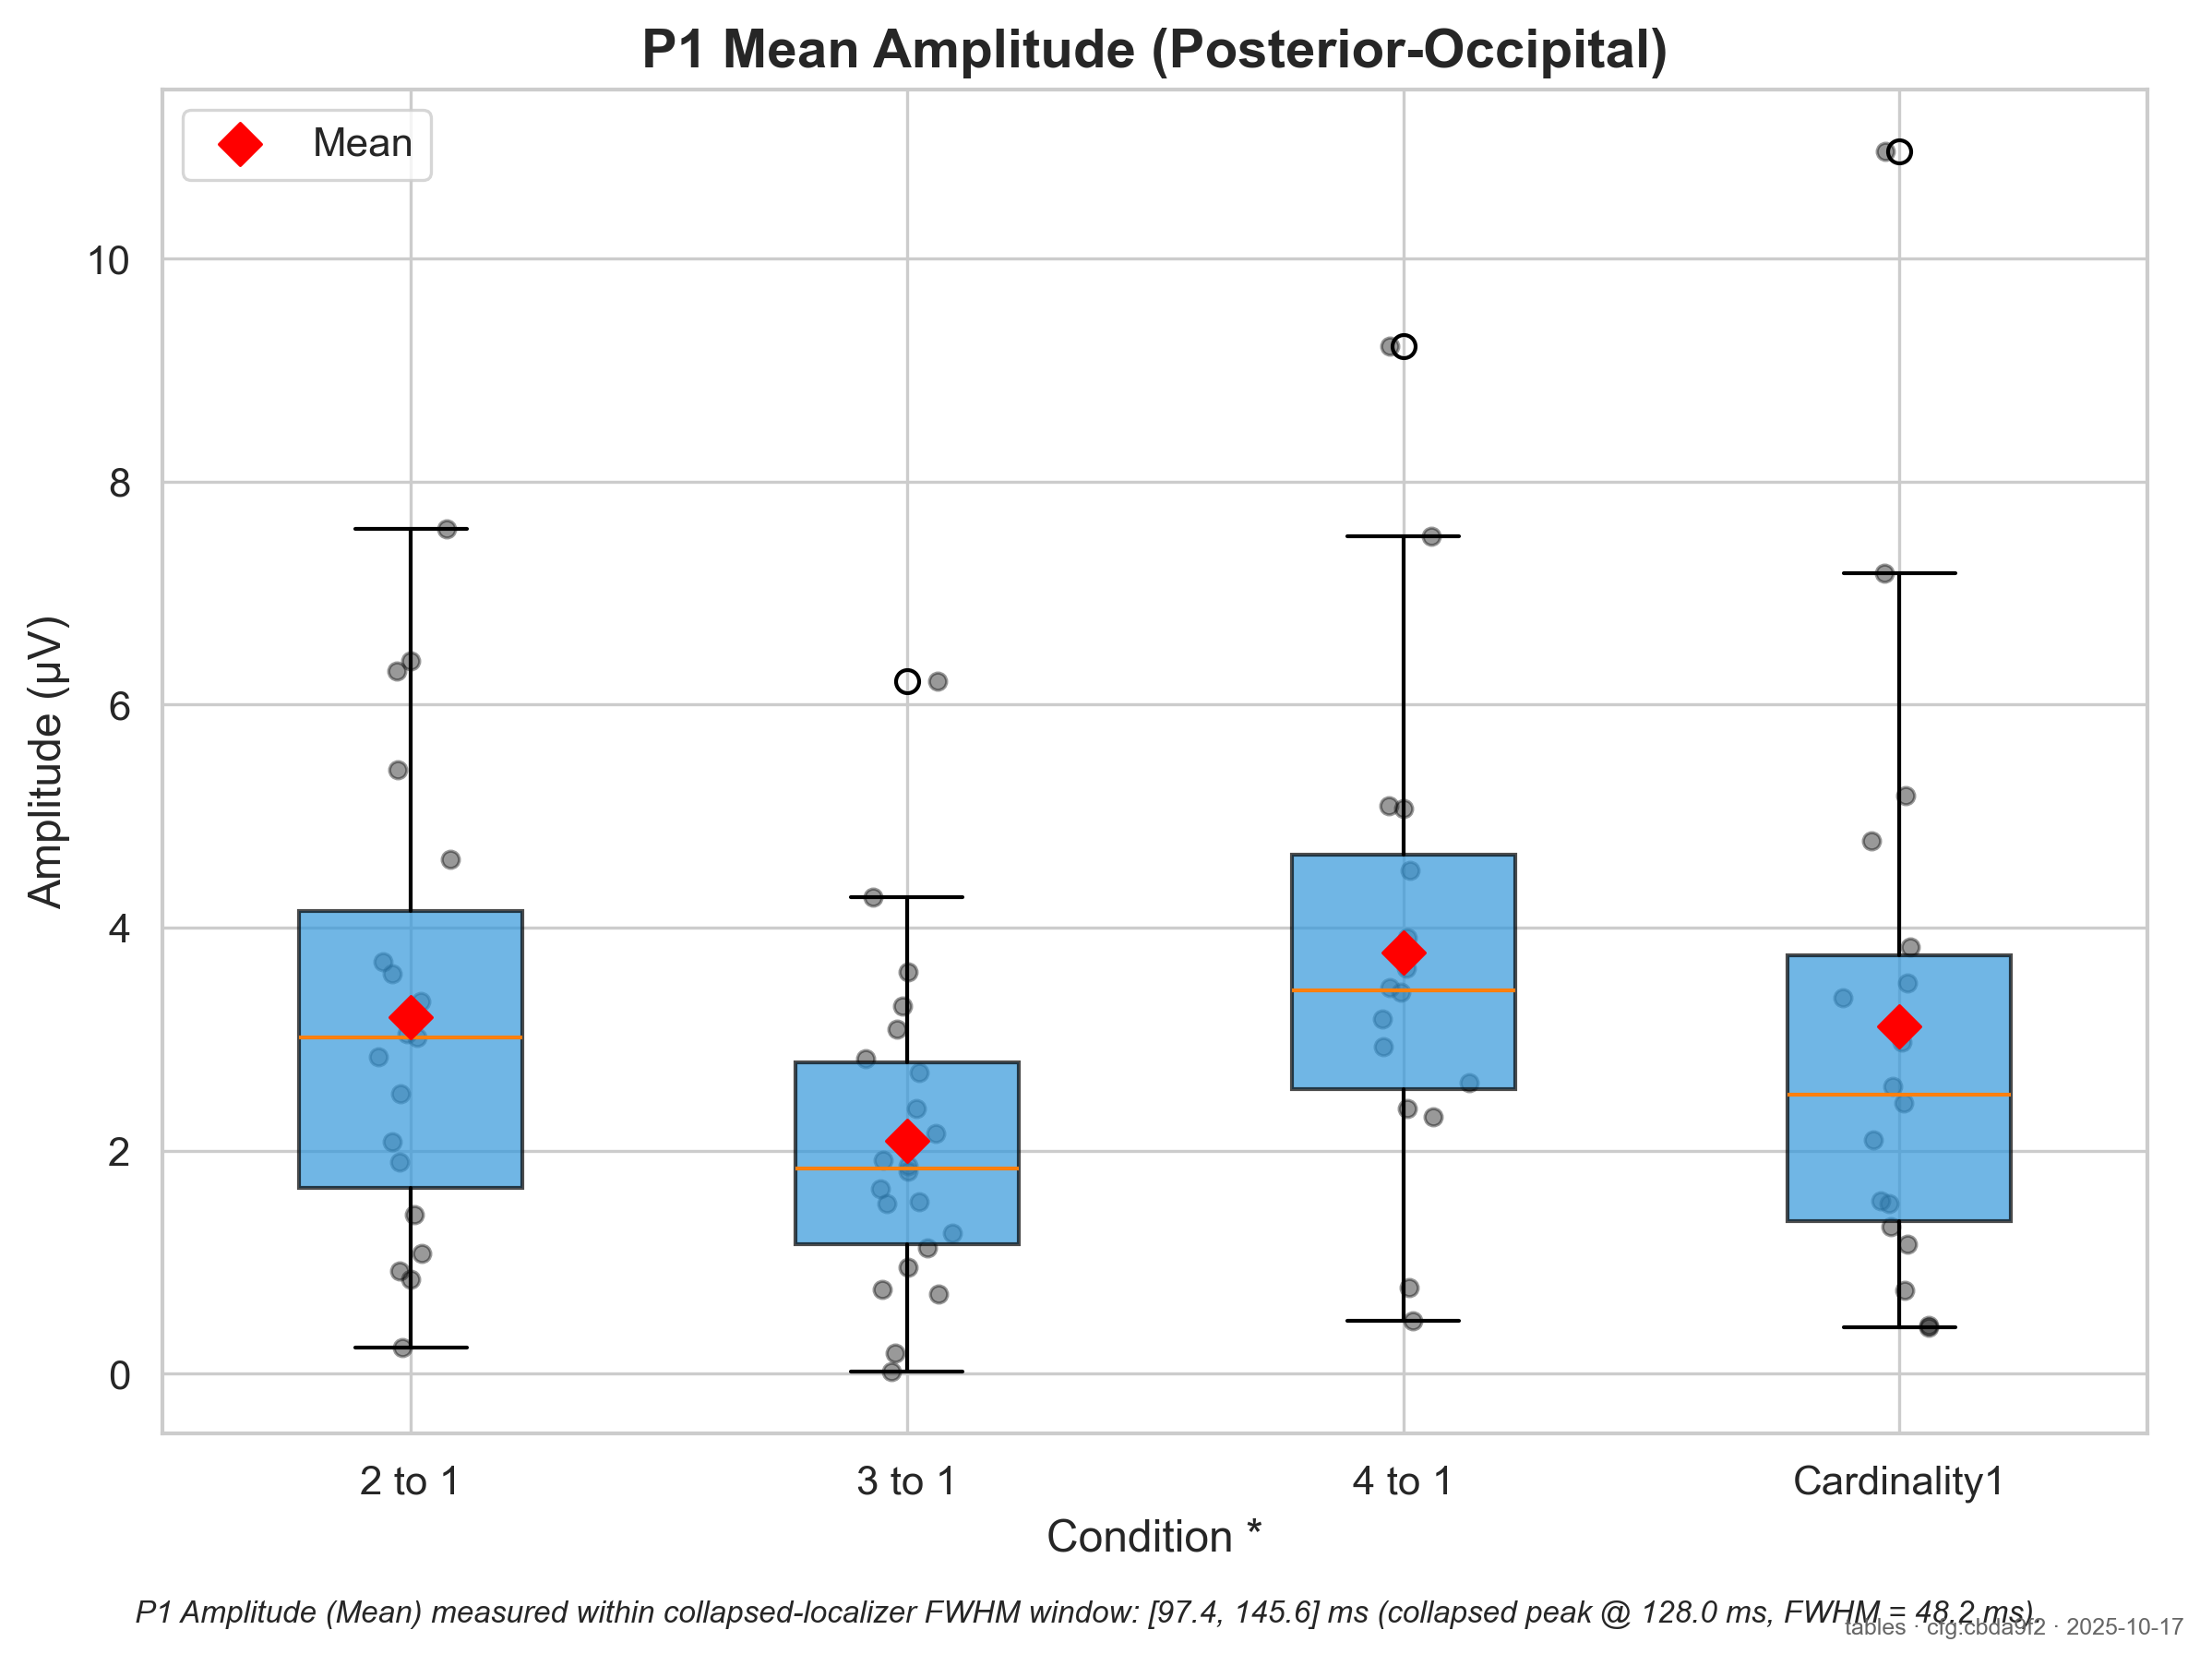 P1 Mean Amplitude (Posterior-Occipital)
Mean
10
8
6
4
2
0
Amplitude (µV)
2 to 1
3 to 1
4 to 1
Cardinality1
Condition *
P1 Amplitude (Mean) measured within collapsed-localizer FWHM window: [97.4, 145.6] ms (collapsed peak @ 128.0 ms, FWHM = 48.2 ms).
tables · cfg:cbda9f2 · 2025-10-17